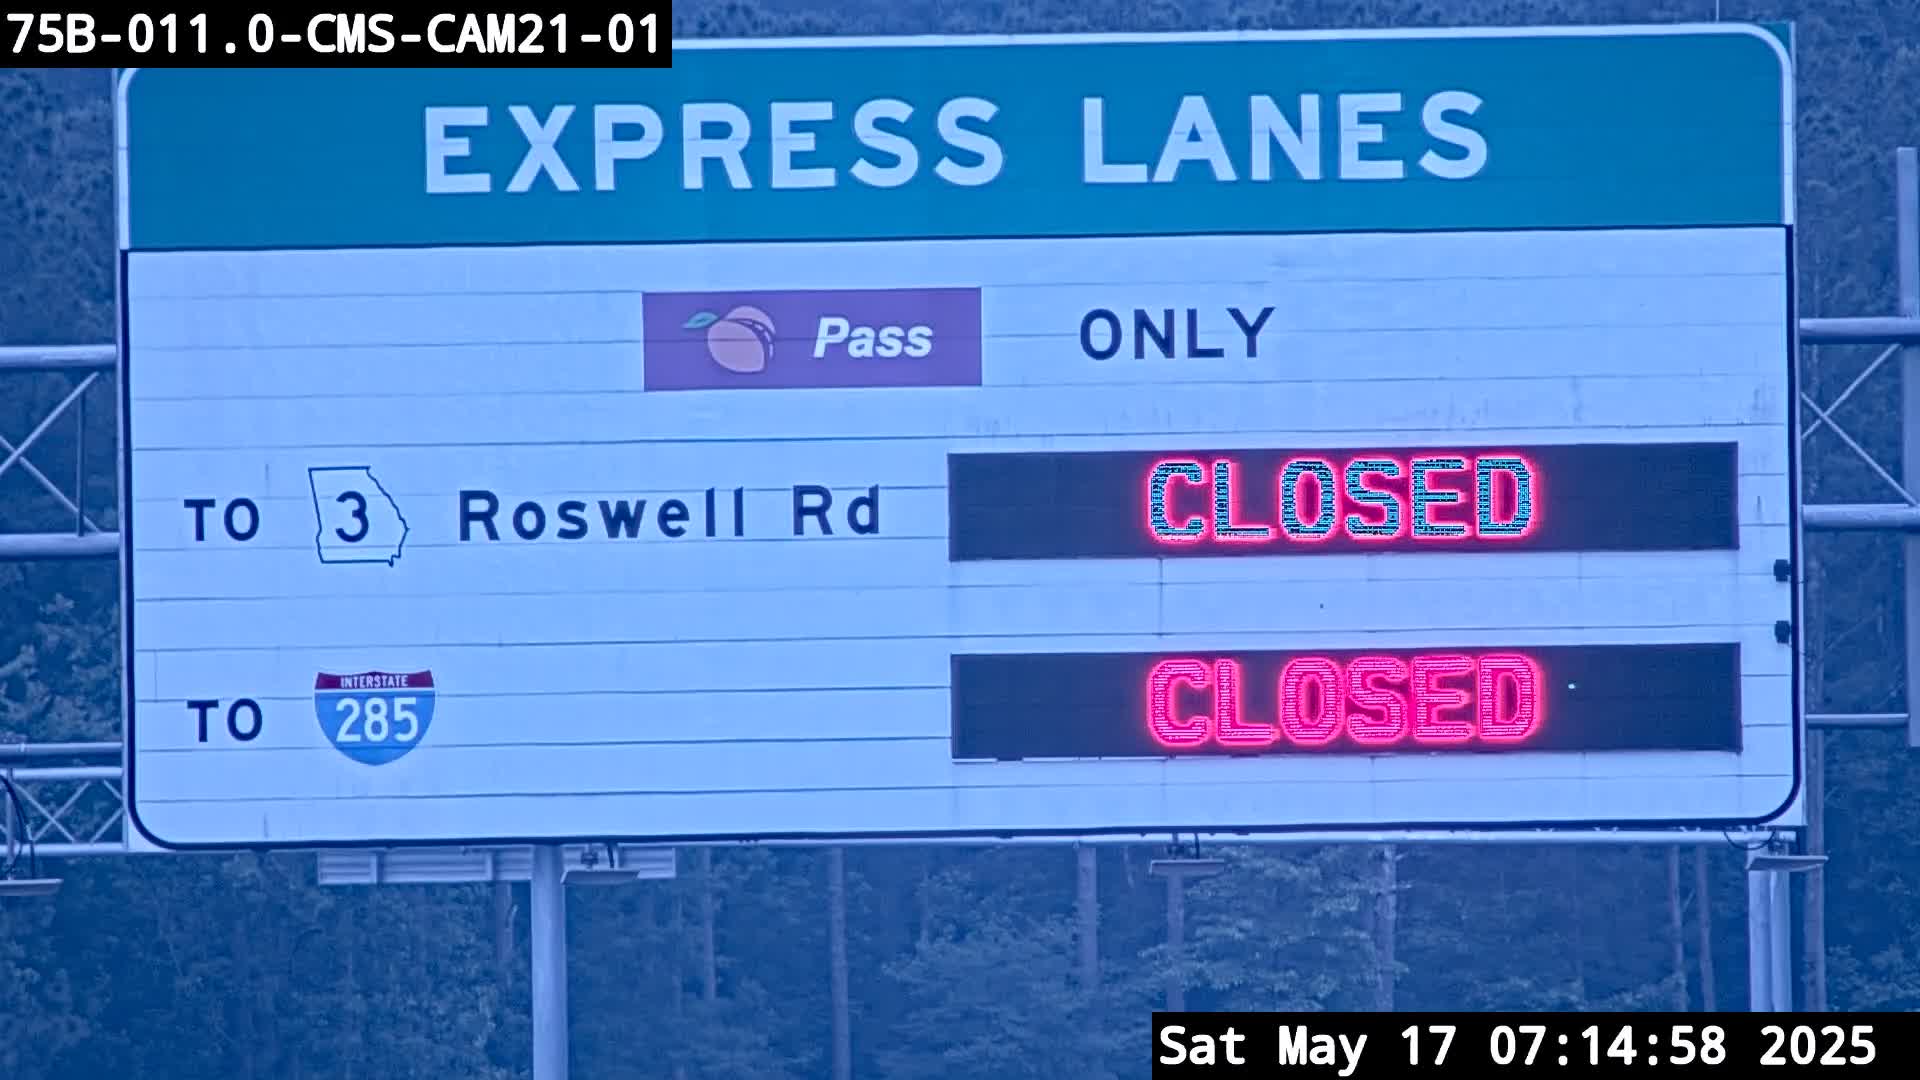 75B-011.0-CMS-CAM21-01
EXPRESS LANES
Pass ONLY
TO 3 Roswell Rd CLOSED
INTERSTATE
TO 285 CLOSED
Sat May 17 07:14:58 2025